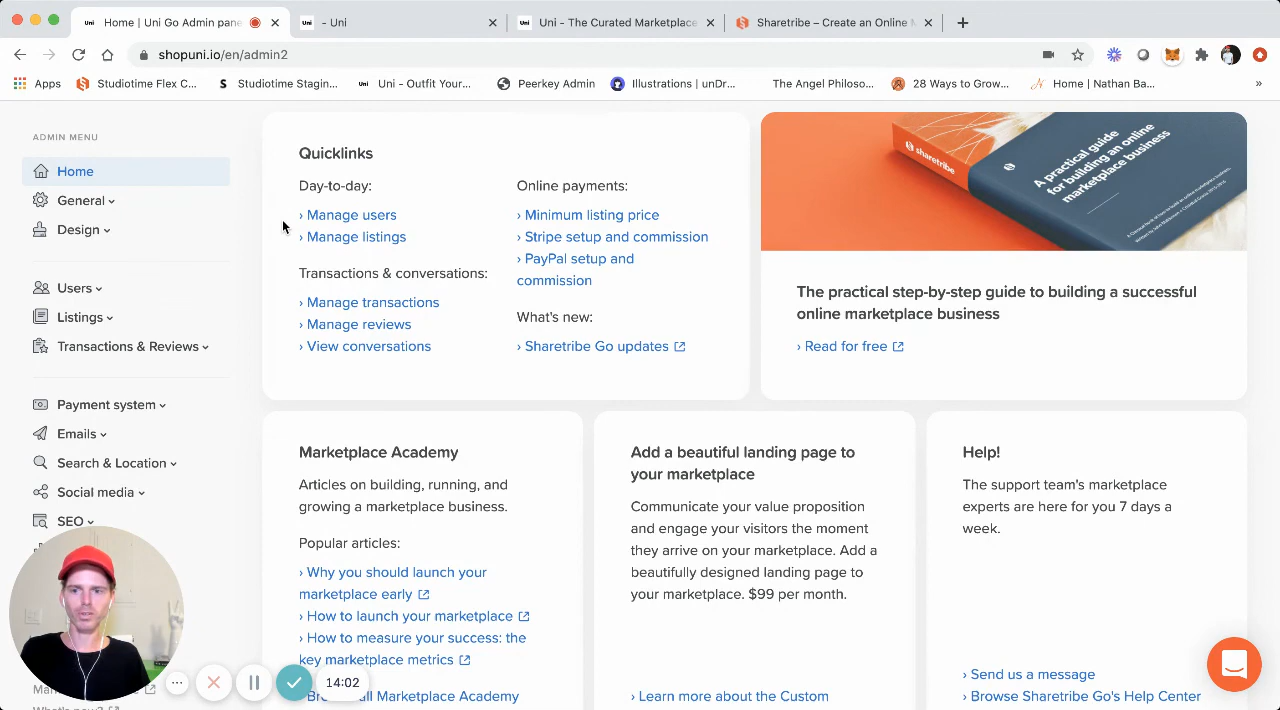 Uni Home | Uni Go Admin pane
Uni - Uni
Uni Uni - The Curated Marketplace
Sharetribe – Create an Online M
shopuni.io/en/admin2
Apps
Studiotime Flex C...
S Studiotime Stagin...
Uni Uni - Outfit Your...
Peerkey Admin
Illustrations | unDr...
The Angel Philoso...
28 Ways to Grow...
Home | Nathan Ba...
»
ADMIN MENU
Home
General
Design
Users
Listings
Transactions & Reviews
Payment system
Emails
Search & Location
Social media
SEO
Quicklinks
Day-to-day:
› Manage users
› Manage listings
Transactions & conversations:
› Manage transactions
› Manage reviews
› View conversations
Online payments:
› Minimum listing price
› Stripe setup and commission
› PayPal setup and
commission
What's new:
› Sharetribe Go updates
sharetribe
A practical guide
for building an online
marketplace business
The practical step-by-step guide to building a successful
online marketplace business
› Read for free
Marketplace Academy
Articles on building, running, and
growing a marketplace business.
Popular articles:
› Why you should launch your
marketplace early
› How to launch your marketplace
› How to measure your success: the
key marketplace metrics
Marketplace Academy
Add a beautiful landing page to
your marketplace
Communicate your value proposition
and engage your visitors the moment
they arrive on your marketplace. Add a
beautifully designed landing page to
your marketplace. $99 per month.
› Learn more about the Custom
Help!
The support team's marketplace
experts are here for you 7 days a
week.
› Send us a message
› Browse Sharetribe Go's Help Center
14:02